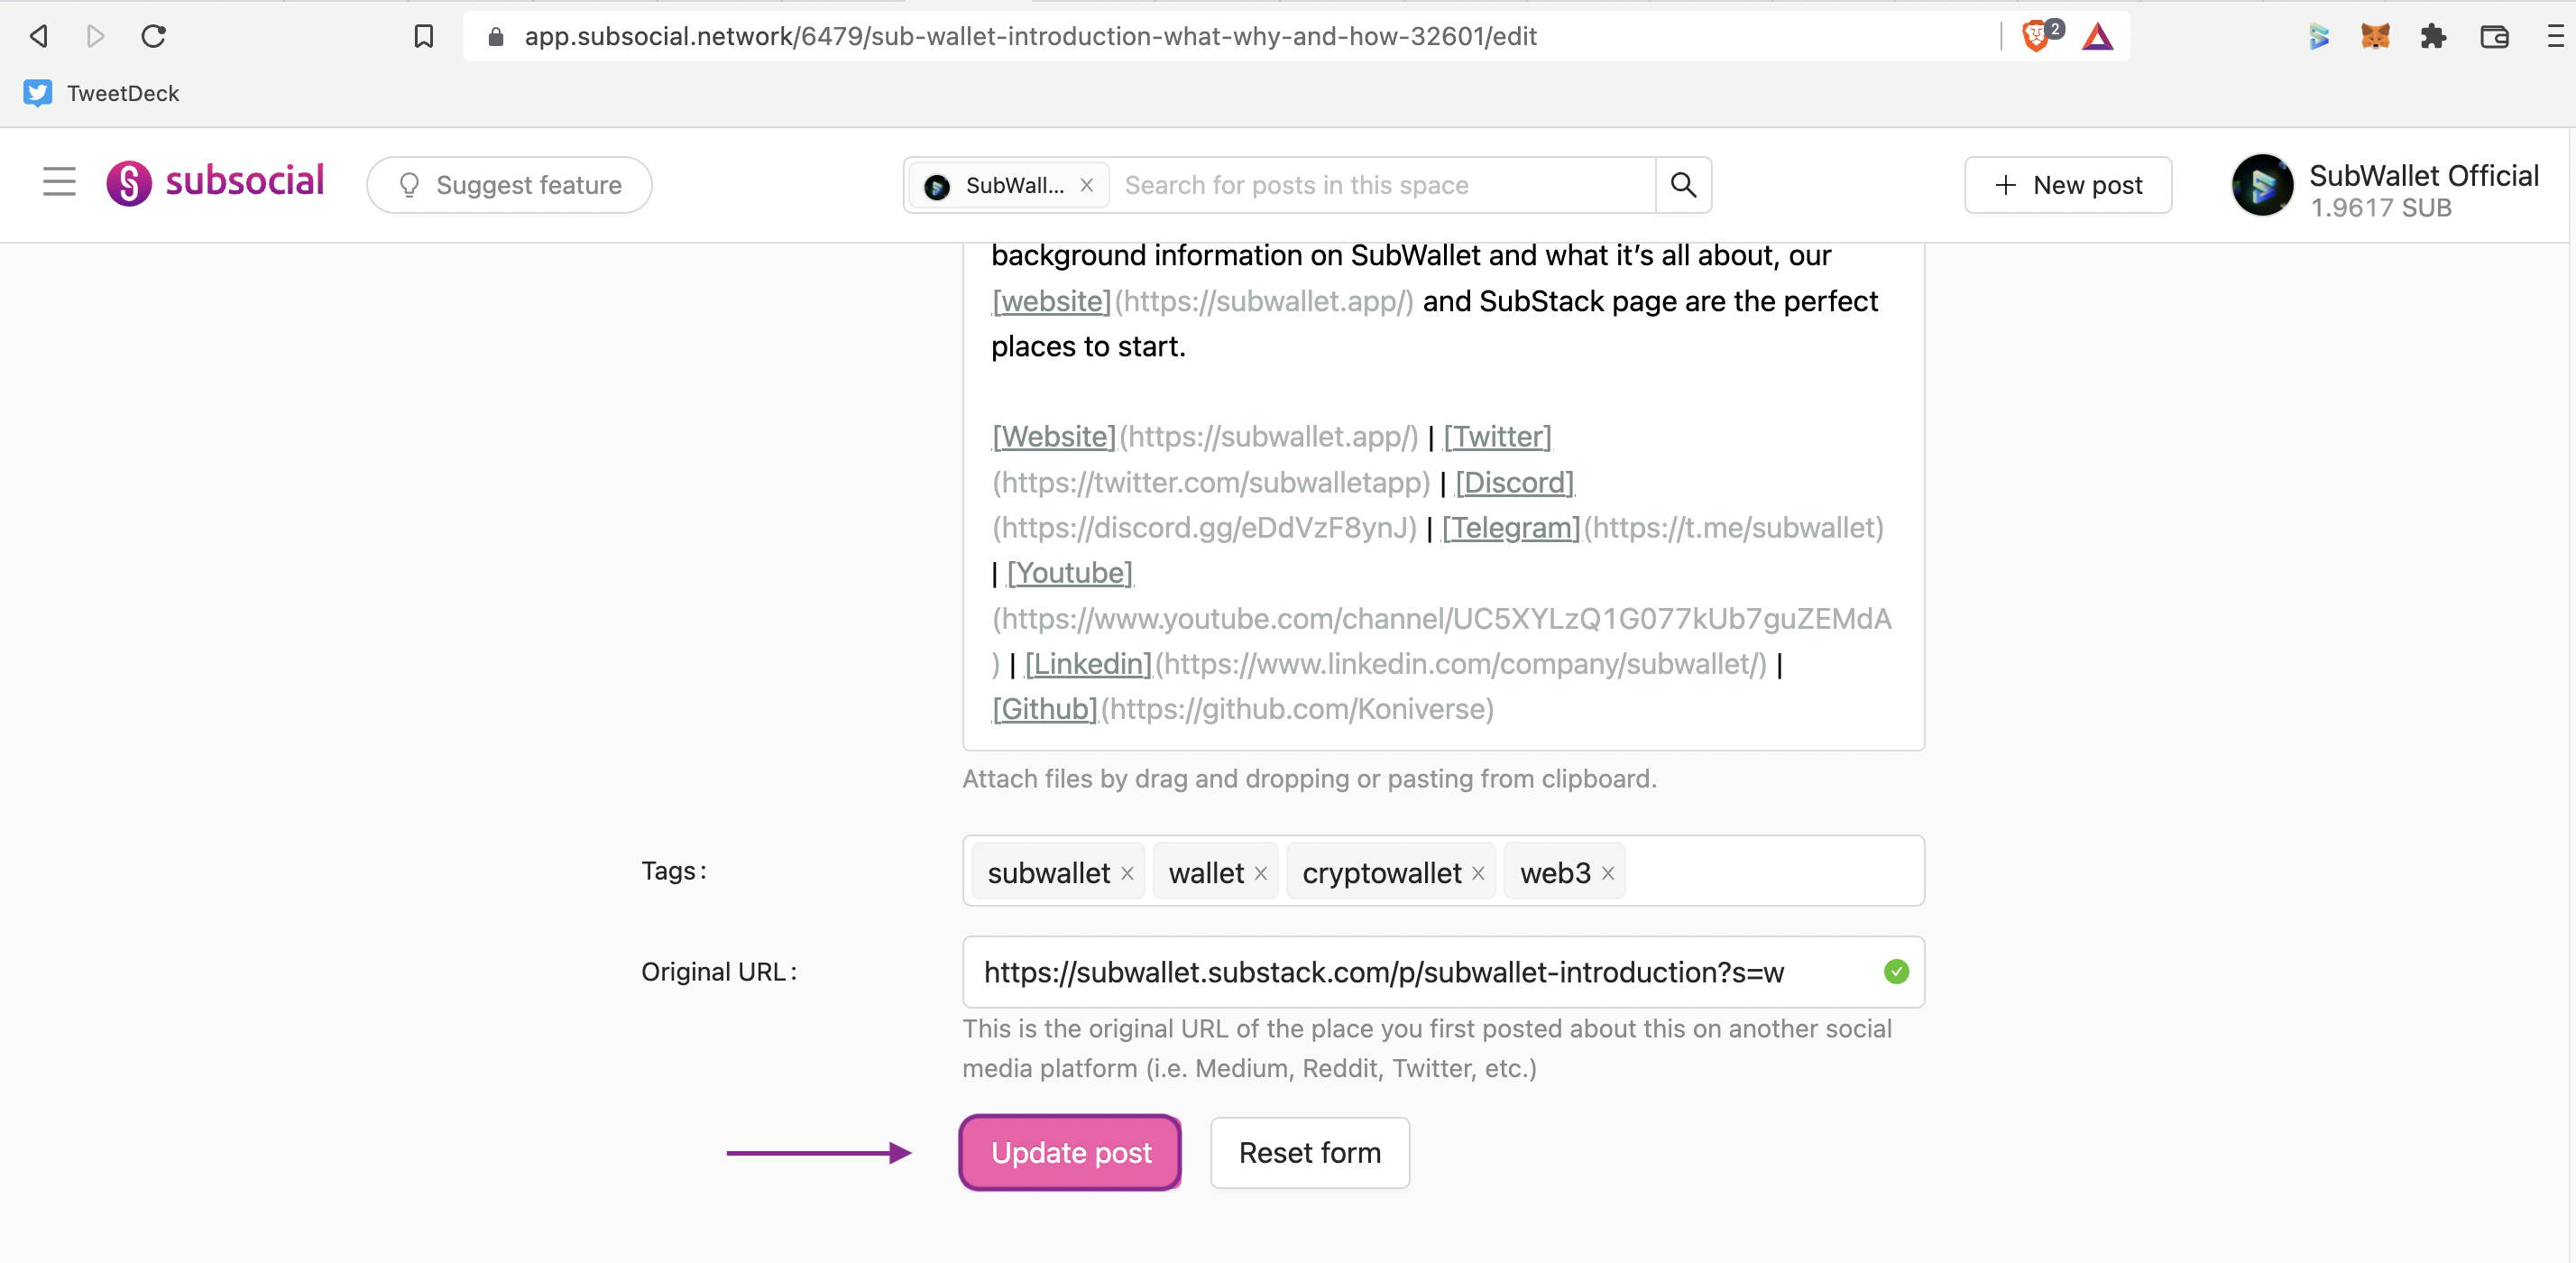 app.subsocial.network/6479/sub-wallet-introduction-what-why-and-how-32601/edit
2
TweetDeck
subsocial
Suggest feature
SubWall...
Search for posts in this space
New post
SubWallet Official
1.9617 SUB
background information on SubWallet and what it's all about, our
[website](https://subwallet.app/) and SubStack page are the perfect
places to start.
[Website](https://subwallet.app/) | [Twitter]
(https://twitter.com/subwalletapp) | [Discord]
(https://discord.gg/eDdVzF8ynJ) | [Telegram](https://t.me/subwallet)
| [Youtube]
(https://www.youtube.com/channel/UC5XYLzQ1G077kUb7guZEMdA
) | [Linkedin](https://www.linkedin.com/company/subwallet/) |
[Github](https://github.com/Koniverse)
Attach files by drag and dropping or pasting from clipboard.
Tags:
subwallet × wallet × cryptowallet × web3 ×
Original URL:
https://subwallet.substack.com/p/subwallet-introduction?s=w
This is the original URL of the place you first posted about this on another social
media platform (i.e. Medium, Reddit, Twitter, etc.)
Update post
Reset form